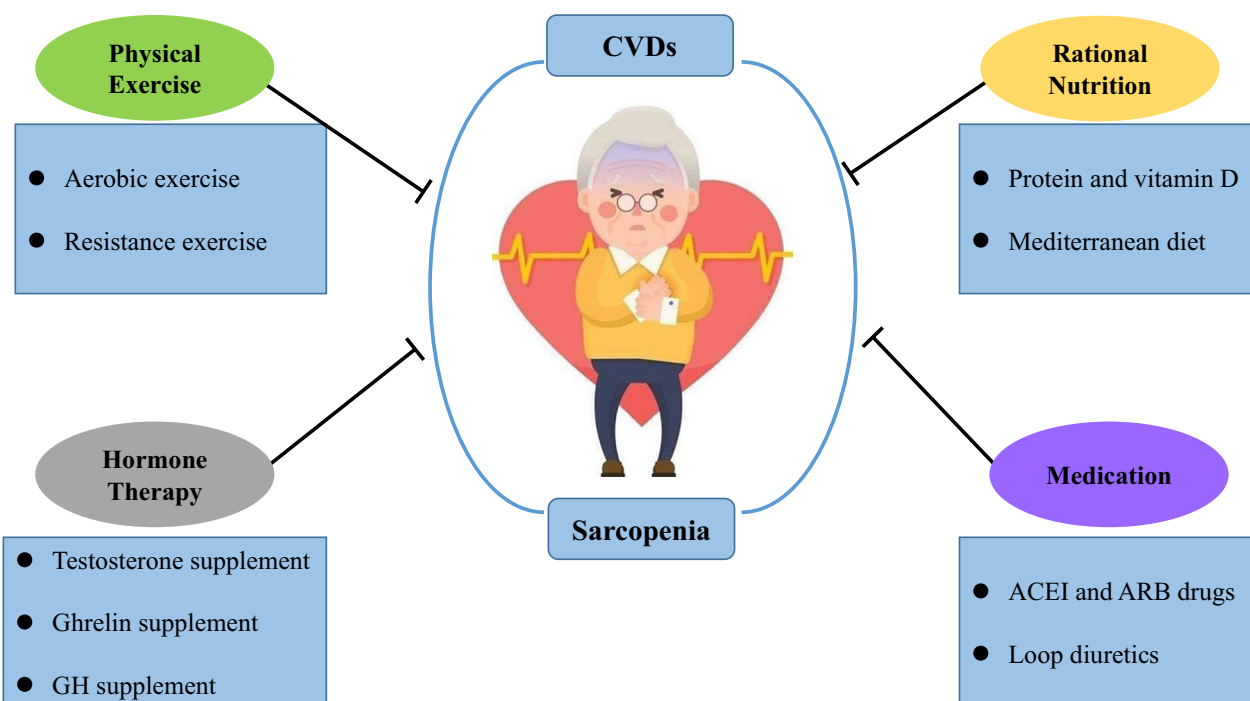 Physical
Exercise
● Aerobic exercise
● Resistance exercise
CVDs
Sarcopenia
Rational
Nutrition
● Protein and vitamin D
● Mediterranean diet
Hormone
Therapy
● Testosterone supplement
● Ghrelin supplement
● GH supplement
Medication
● ACEI and ARB drugs
● Loop diuretics